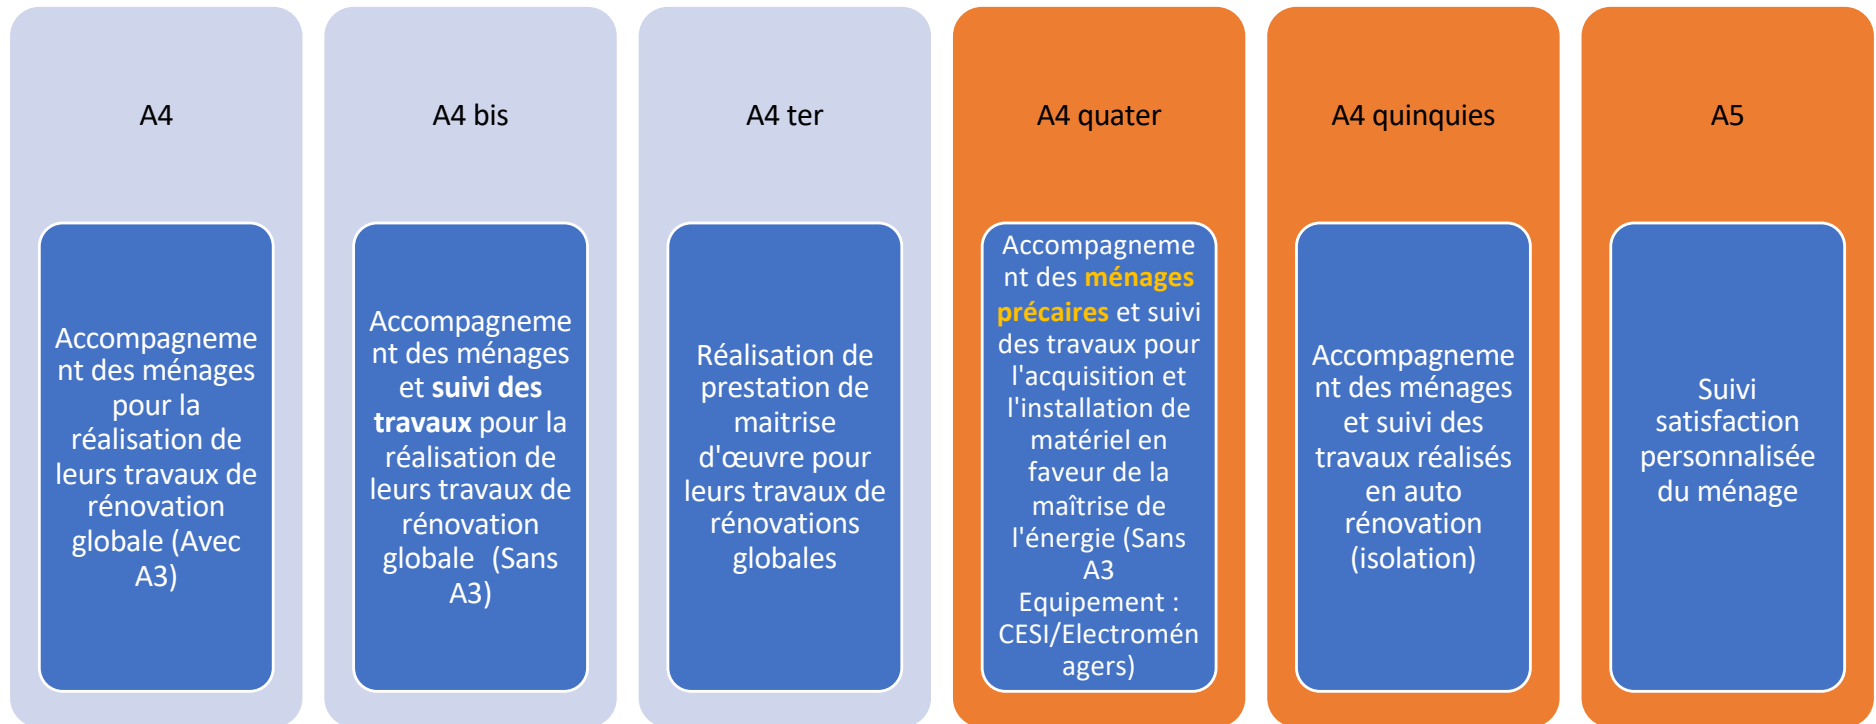 A4
Accompagneme
nt des ménages
pour la
réalisation de
leurs travaux de
rénovation
globale (Avec
A3)
A4 bis
Accompagneme
nt des ménages
et suivi des
travaux pour la
réalisation de
leurs travaux de
rénovation
globale (Sans
A3)
A4 ter
Réalisation de
prestation de
maitrise
d'œuvre pour
leurs travaux de
rénovations
globales
A4 quater
Accompagneme
nt des ménages
précaires et suivi
des travaux pour
l'acquisition et
l'installation de
matériel en
faveur de la
maîtrise de
l'énergie (Sans
A3
Equipement :
CESI/Electromén
agers)
A4 quinquies
Accompagneme
nt des ménages
et suivi des
travaux réalisés
en auto
rénovation
(isolation)
A5
Suivi
satisfaction
personnalisée
du ménage